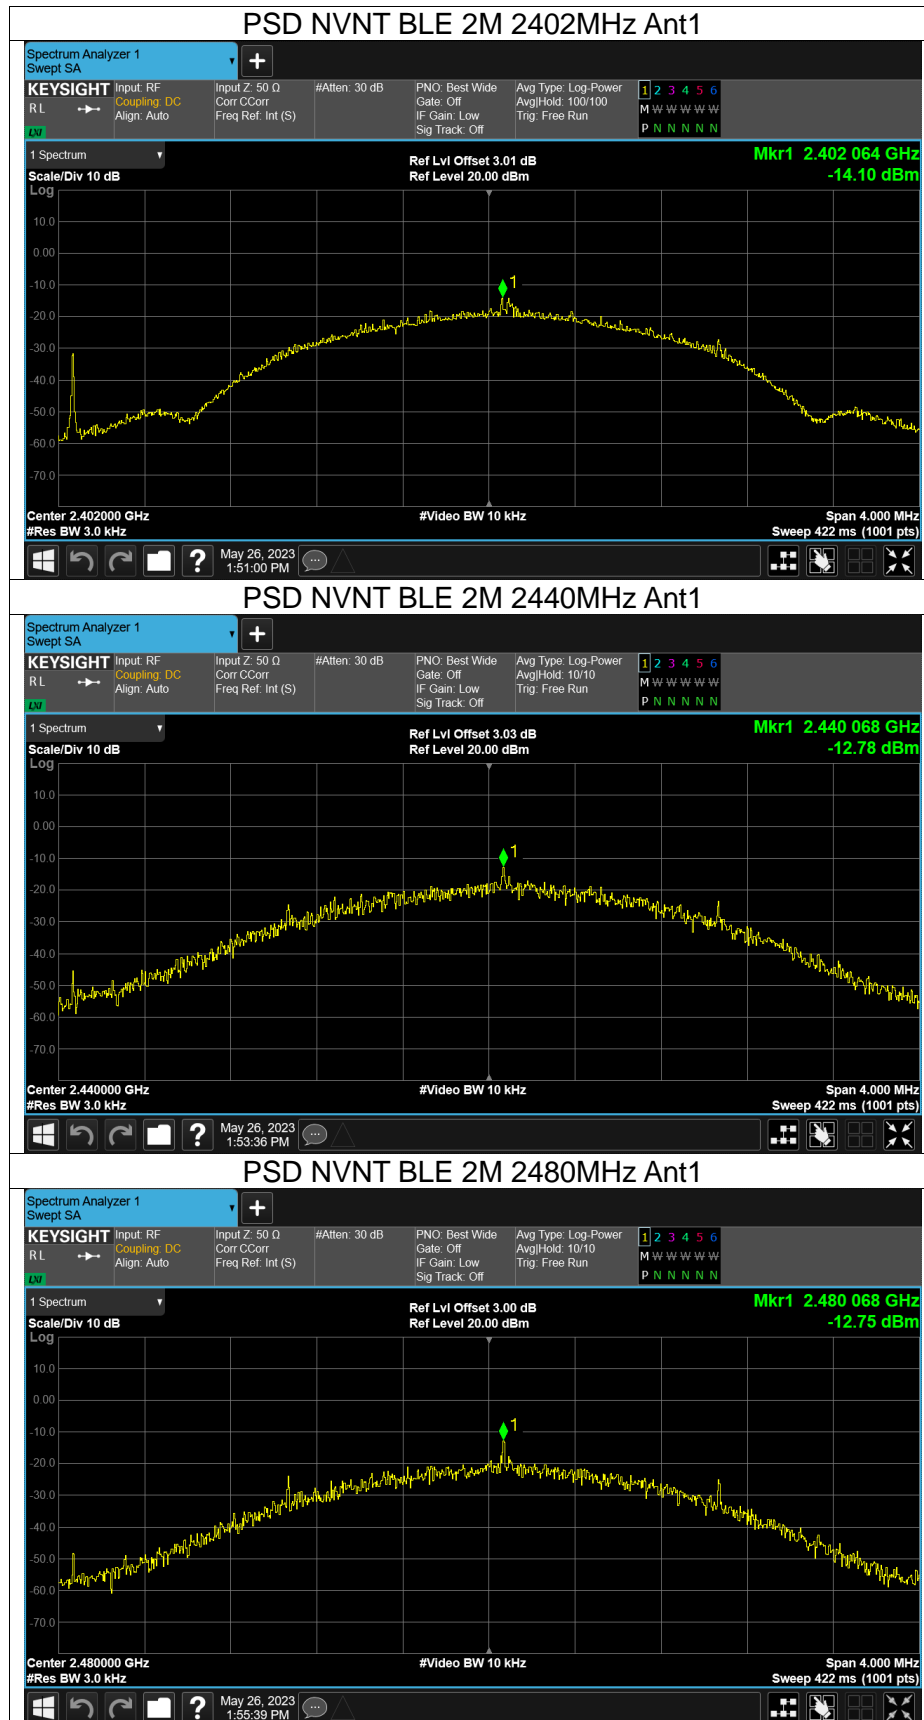 PSD NVNT BLE 2M 2402MHz Ant1
Spectrum Analyzer 1
Swept SA
+
KEYSIGHT Input: RF Input Z: 50 Ω #Atten: 30 dB PNO: Best Wide Avg Type: Log-Power 1 2 3 4 5 6
R L Coupling: DC Corr CCorr Gate: Off Avg|Hold: 100/100 M W W W W W
Align: Auto Freq Ref: Int (S) IF Gain: Low Trig: Free Run
LXI Sig Track: Off P N N N N N
1 Spectrum Ref Lvl Offset 3.01 dB Mkr1 2.402 064 GHz
Scale/Div 10 dB Ref Level 20.00 dBm -14.10 dBm
Log
10.0
0.00
1
-10.0
-20.0
-30.0
-40.0
-50.0
-60.0
-70.0
Center 2.402000 GHz #Video BW 10 kHz Span 4.000 MHz
#Res BW 3.0 kHz Sweep 422 ms (1001 pts)
? May 26, 2023
1:51:00 PM
PSD NVNT BLE 2M 2440MHz Ant1
Spectrum Analyzer 1
Swept SA
+
KEYSIGHT Input: RF Input Z: 50 Ω #Atten: 30 dB PNO: Best Wide Avg Type: Log-Power 1 2 3 4 5 6
R L Coupling: DC Corr CCorr Gate: Off Avg|Hold: 10/10 M W W W W W
Align: Auto Freq Ref: Int (S) IF Gain: Low Trig: Free Run
LXI Sig Track: Off P N N N N N
1 Spectrum Ref Lvl Offset 3.03 dB Mkr1 2.440 068 GHz
Scale/Div 10 dB Ref Level 20.00 dBm -12.78 dBm
Log
10.0
0.00
1
-10.0
-20.0
-30.0
-40.0
-50.0
-60.0
-70.0
Center 2.440000 GHz #Video BW 10 kHz Span 4.000 MHz
#Res BW 3.0 kHz Sweep 422 ms (1001 pts)
? May 26, 2023
1:53:36 PM
PSD NVNT BLE 2M 2480MHz Ant1
Spectrum Analyzer 1
Swept SA
+
KEYSIGHT Input: RF Input Z: 50 Ω #Atten: 30 dB PNO: Best Wide Avg Type: Log-Power 1 2 3 4 5 6
R L Coupling: DC Corr CCorr Gate: Off Avg|Hold: 10/10 M W W W W W
Align: Auto Freq Ref: Int (S) IF Gain: Low Trig: Free Run
LXI Sig Track: Off P N N N N N
1 Spectrum Ref Lvl Offset 3.00 dB Mkr1 2.480 068 GHz
Scale/Div 10 dB Ref Level 20.00 dBm -12.75 dBm
Log
10.0
0.00
1
-10.0
-20.0
-30.0
-40.0
-50.0
-60.0
-70.0
Center 2.480000 GHz #Video BW 10 kHz Span 4.000 MHz
#Res BW 3.0 kHz Sweep 422 ms (1001 pts)
? May 26, 2023
1:55:39 PM